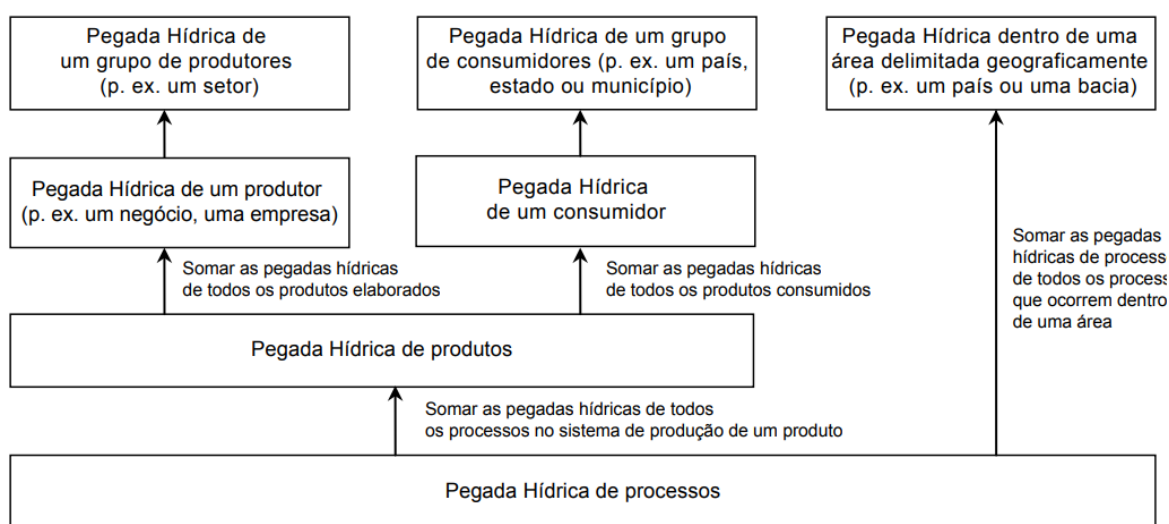 Pegada Hídrica de
um grupo de produtores
(p. ex. um setor)
Pegada Hídrica de um grupo
de consumidores (p. ex. um país,
estado ou município)
Pegada Hídrica dentro de uma
área delimitada geograficamente
(p. ex. um país ou uma bacia)
Pegada Hídrica de um produtor
(p. ex. um negócio, uma empresa)
Pegada Hídrica
de um consumidor
Somar as pegadas hídricas
de todos os produtos elaborados
Somar as pegadas hídricas
de todos os produtos consumidos
Somar as pegadas
hídricas de process
de todos os process
que ocorrem dentro
de uma área
Pegada Hídrica de produtos
Somar as pegadas hídricas de todos
os processos no sistema de produção de um produto
Pegada Hídrica de processos